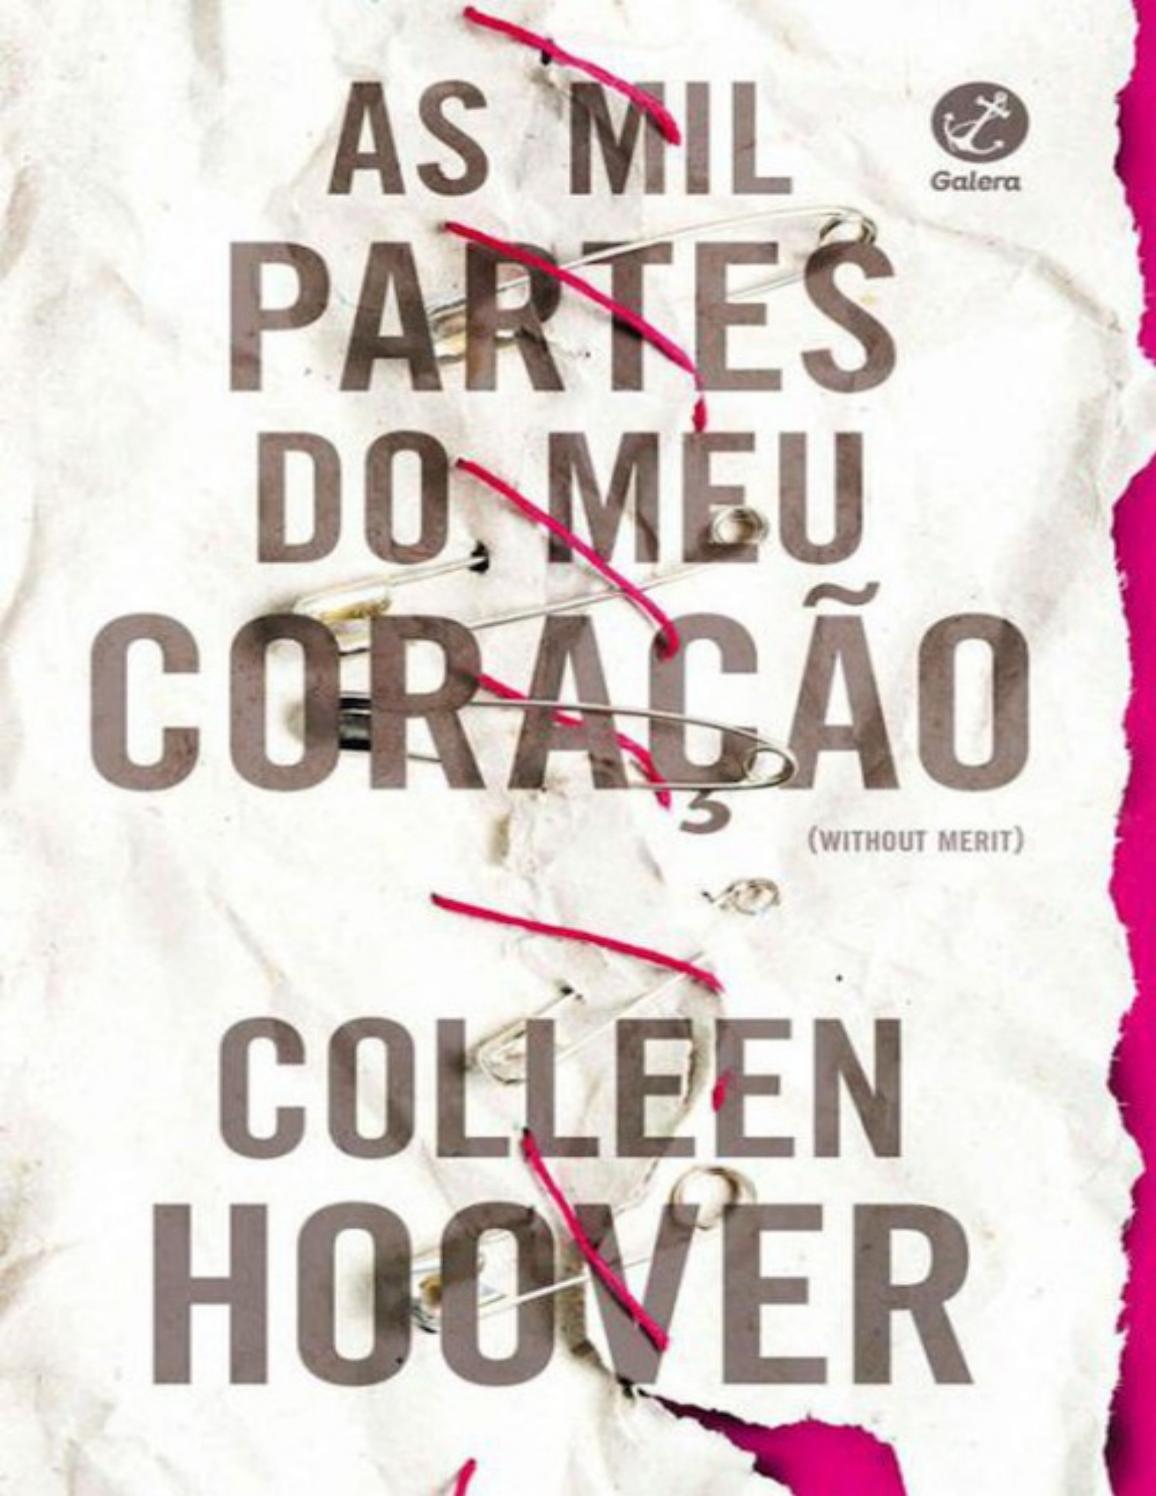 AS MIL
Galera
PARTES
DO MEU
CORAÇÃO
(WITHOUT MERIT)
COLLEEN
HOOVER